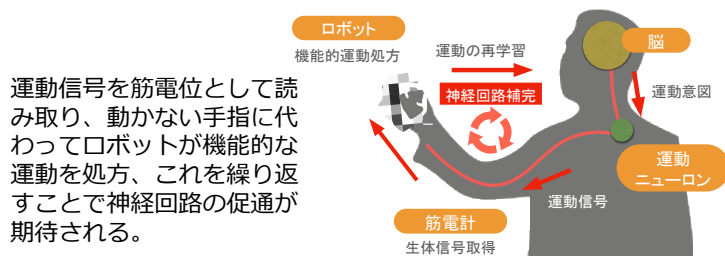 運動信号を筋電位として読
み取り、動かない手指に代
わってロボットが機能的な
運動を処方、これを繰り返
すことで神経回路の促通が
期待される。
ロボット
機能的運動処方
運動の再学習
脳
神経回路補完
運動意図
運動
ニューロン
運動信号
筋電計
生体信号取得